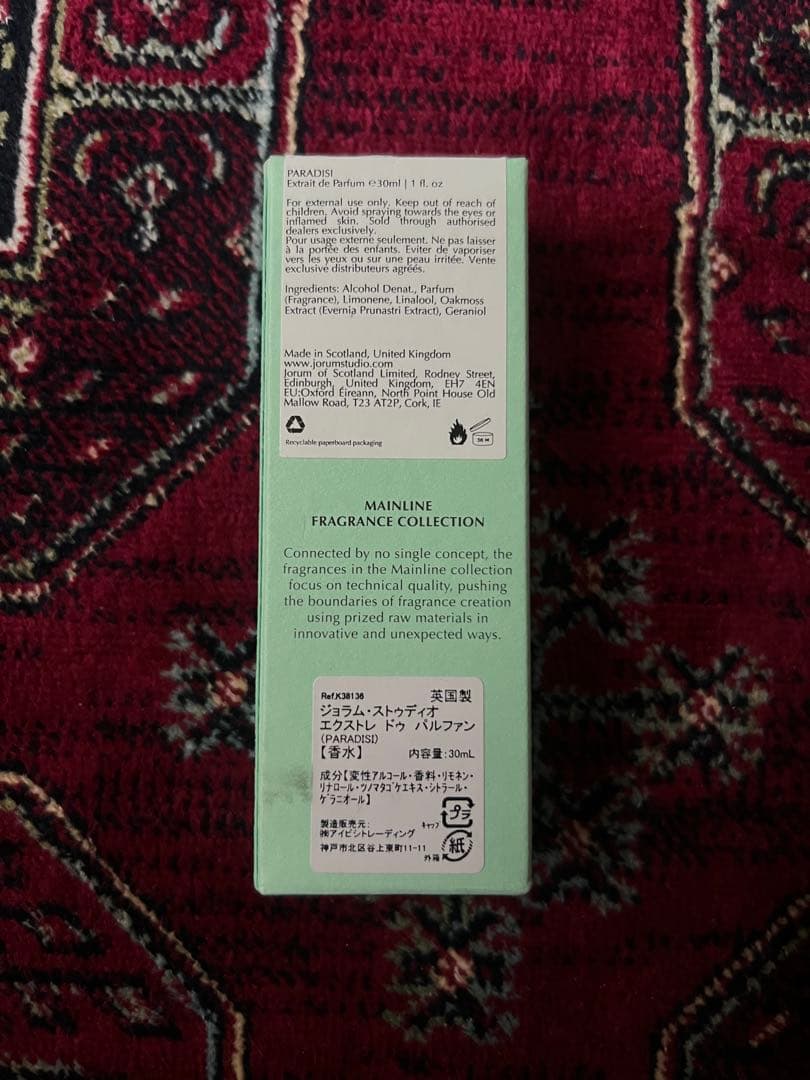 PARADISI
Extrait de Parfum ℮30ml | 1 fl. oz
For external use only. Keep out of reach of
children. Avoid spraying towards the eyes or
inflamed skin. Sold through authorised
dealers exclusively.
Pour usage externe seulement. Ne pas laisser
à la portée des enfants. Eviter de vaporiser
vers les yeux ou sur une peau irritée. Vente
exclusive distributeurs agréés.
Ingredients: Alcohol Denat., Parfum
(Fragrance), Limonene, Linalool, Oakmoss
Extract (Evernia Prunastri Extract), Geraniol
Made in Scotland, United Kingdom
www.jorumstudio.com
Jorum of Scotland Limited, Rodney Street,
Edinburgh, United Kingdom, EH7 4EN
EU:Oxford Éireann, North Point House Old
Mallow Road, T23 AT2P, Cork, IE
Recyclable paperboard packaging
36 M
MAINLINE
FRAGRANCE COLLECTION
Connected by no single concept, the
fragrances in the Mainline collection
focus on technical quality, pushing
the boundaries of fragrance creation
using prized raw materials in
innovative and unexpected ways.
Ref.K38136 英国製
ジョラム・ストゥディオ
エクストレ ドゥ パルファン
(PARADISI)
【香水】 内容量:30mL
成分【変性アルコール・香料・リモネン・
リナロール・ツノマタゴケエキス・シトラール・
ゲラニオール】
製造販売元:
㈱アイビシトレーディング
神戸市北区谷上東町11-11
キャップ プラ
外箱 紙